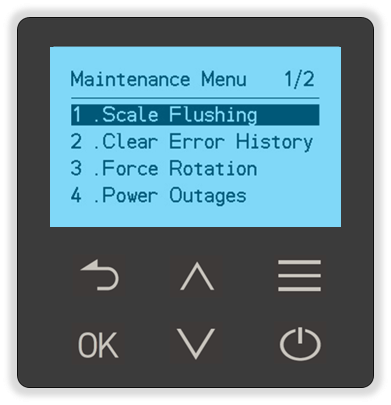 Maintenance Menu 1/2
1 .Scale Flushing
2 .Clear Error History
3 .Force Rotation
4 .Power Outages
OK